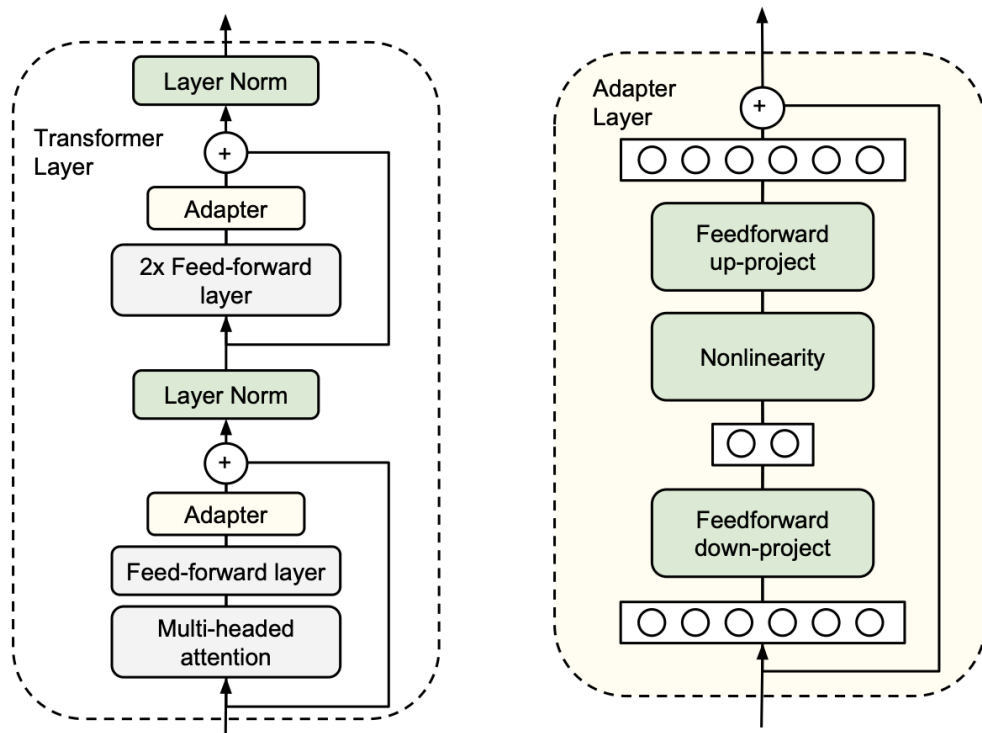 Layer Norm
Transformer
Layer
+
Adapter
2x Feed-forward
layer
Layer Norm
+
Adapter
Feed-forward layer
Multi-headed
attention
Adapter
Layer
+
Feedforward
up-project
Nonlinearity
Feedforward
down-project